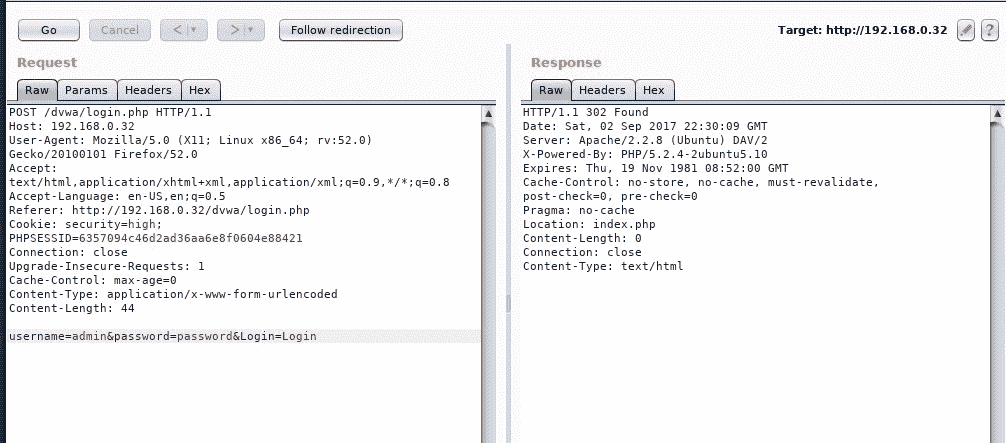 Go Cancel < > Follow redirection Target: http://192.168.0.32 ?
Request
Raw Params Headers Hex
POST /dvwa/login.php HTTP/1.1
Host: 192.168.0.32
User-Agent: Mozilla/5.0 (X11; Linux x86_64; rv:52.0)
Gecko/20100101 Firefox/52.0
Accept:
text/html,application/xhtml+xml,application/xml;q=0.9,*/*;q=0.8
Accept-Language: en-US,en;q=0.5
Referer: http://192.168.0.32/dvwa/login.php
Cookie: security=high;
PHPSESSID=6357094c46d2ad36aa6e8f0604e88421
Connection: close
Upgrade-Insecure-Requests: 1
Cache-Control: max-age=0
Content-Type: application/x-www-form-urlencoded
Content-Length: 44
username=admin&password=password&Login=Login
Response
Raw Headers Hex
HTTP/1.1 302 Found
Date: Sat, 02 Sep 2017 22:30:09 GMT
Server: Apache/2.2.8 (Ubuntu) DAV/2
X-Powered-By: PHP/5.2.4-2ubuntu5.10
Expires: Thu, 19 Nov 1981 08:52:00 GMT
Cache-Control: no-store, no-cache, must-revalidate,
post-check=0, pre-check=0
Pragma: no-cache
Location: index.php
Content-Length: 0
Connection: close
Content-Type: text/html